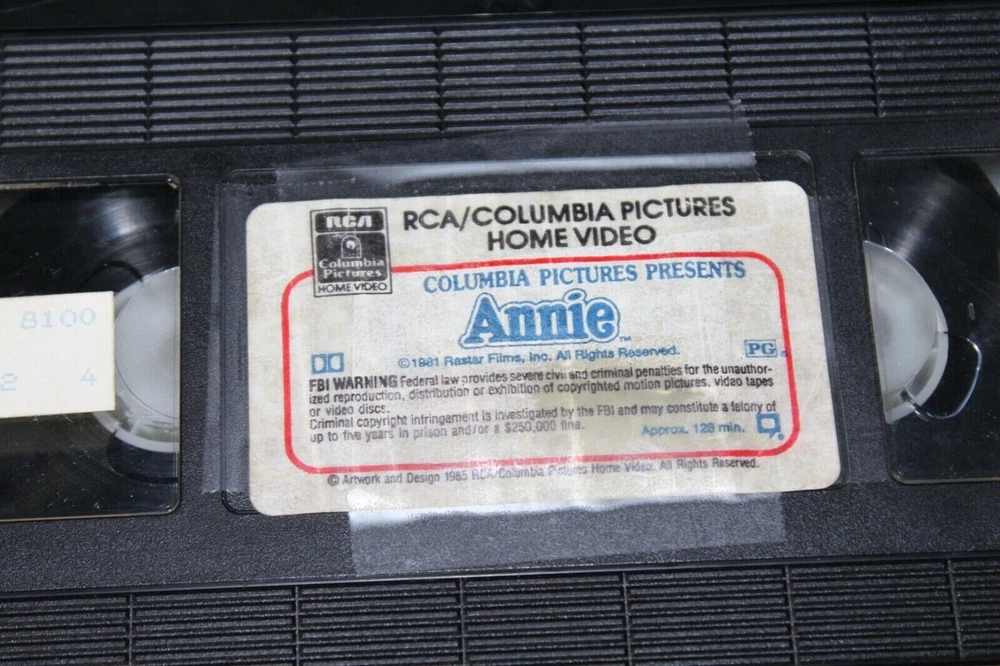 RCA
Columbia
Pictures
HOME VIDEO
RCA/COLUMBIA PICTURES
HOME VIDEO
COLUMBIA PICTURES PRESENTS
Annie™
©1981 Rastar Films, Inc. All Rights Reserved.
PG
FBI WARNING Federal law provides severe civil and criminal penalties for the unauthor-
ized reproduction, distribution or exhibition of copyrighted motion pictures, video tapes
or video discs.
Criminal copyright infringement is investigated by the FBI and may constitute a felony of
up to five years in prison and/or a $250,000 fine.
Approx. 128 min.
© Artwork and Design 1985 RCA/Columbia Pictures Home Video. All Rights Reserved.
8100
2 4